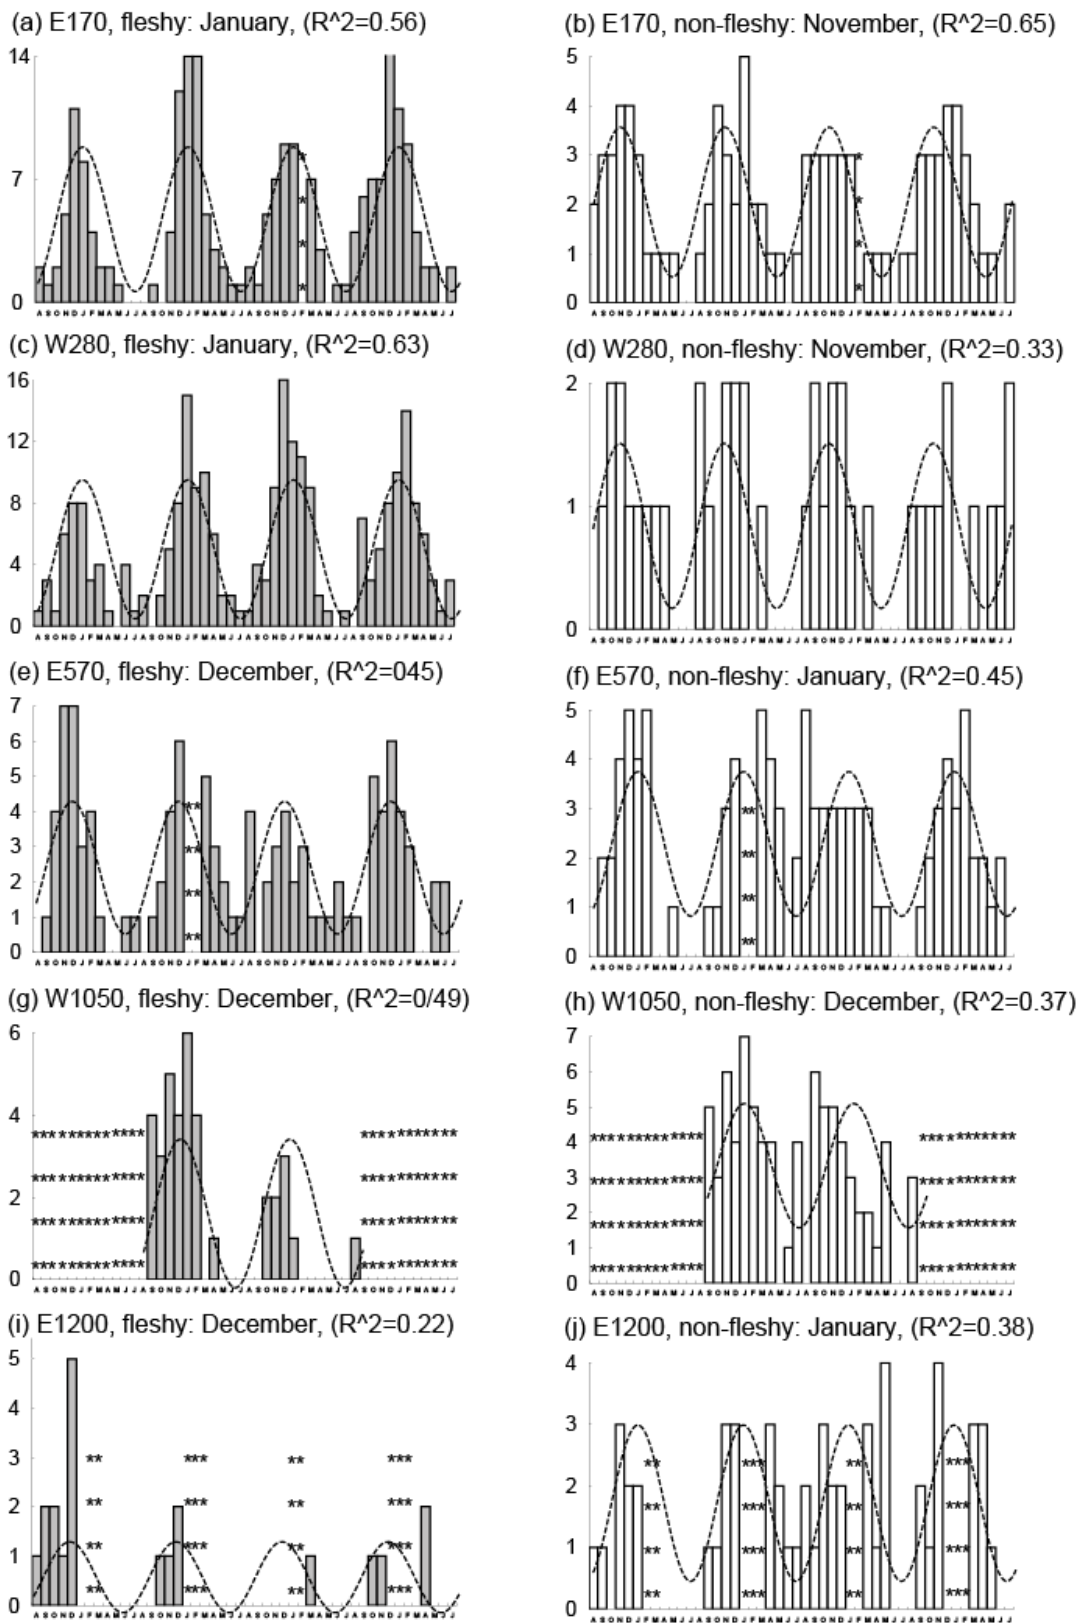 (a) E170, fleshy: January, (R^2=0.56)
14
7
0
A S O N D J F M A M J J A S O N D J F M A M J J A S O N D J F M A M J J A S O N D J F M A M J J
(b) E170, non-fleshy: November, (R^2=0.65)
5
4
3
2
1
0
A S O N D J F M A M J J A S O N D J F M A M J J A S O N D J F M A M J J A S O N D J F M A M J J
(c) W280, fleshy: January, (R^2=0.63)
16
12
8
4
0
A S O N D J F M A M J J A S O N D J F M A M J J A S O N D J F M A M J J A S O N D J F M A M J J
(d) W280, non-fleshy: November, (R^2=0.33)
2
1
0
A S O N D J F M A M J J A S O N D J F M A M J J A S O N D J F M A M J J A S O N D J F M A M J J
(e) E570, fleshy: December, (R^2=045)
7
6
5
4
3
2
1
0
A S O N D J F M A M J J A S O N D J F M A M J J A S O N D J F M A M J J A S O N D J F M A M J J
(f) E570, non-fleshy: January, (R^2=0.45)
5
4
3
2
1
0
A S O N D J F M A M J J A S O N D J F M A M J J A S O N D J F M A M J J A S O N D J F M A M J J
(g) W1050, fleshy: December, (R^2=0/49)
6
4
2
0
A S O N D J F M A M J J A S O N D J F M A M J J A S O N D J F M A M J J A S O N D J F M A M J J
(h) W1050, non-fleshy: December, (R^2=0.37)
7
6
5
4
3
2
1
0
A S O N D J F M A M J J A S O N D J F M A M J J A S O N D J F M A M J J A S O N D J F M A M J J
(i) E1200, fleshy: December, (R^2=0.22)
5
4
3
2
1
0
A S O N D J F M A M J J A S O N D J F M A M J J A S O N D J F M A M J J A S O N D J F M A M J J
(j) E1200, non-fleshy: January, (R^2=0.38)
4
3
2
1
0
A S O N D J F M A M J J A S O N D J F M A M J J A S O N D J F M A M J J A S O N D J F M A M J J